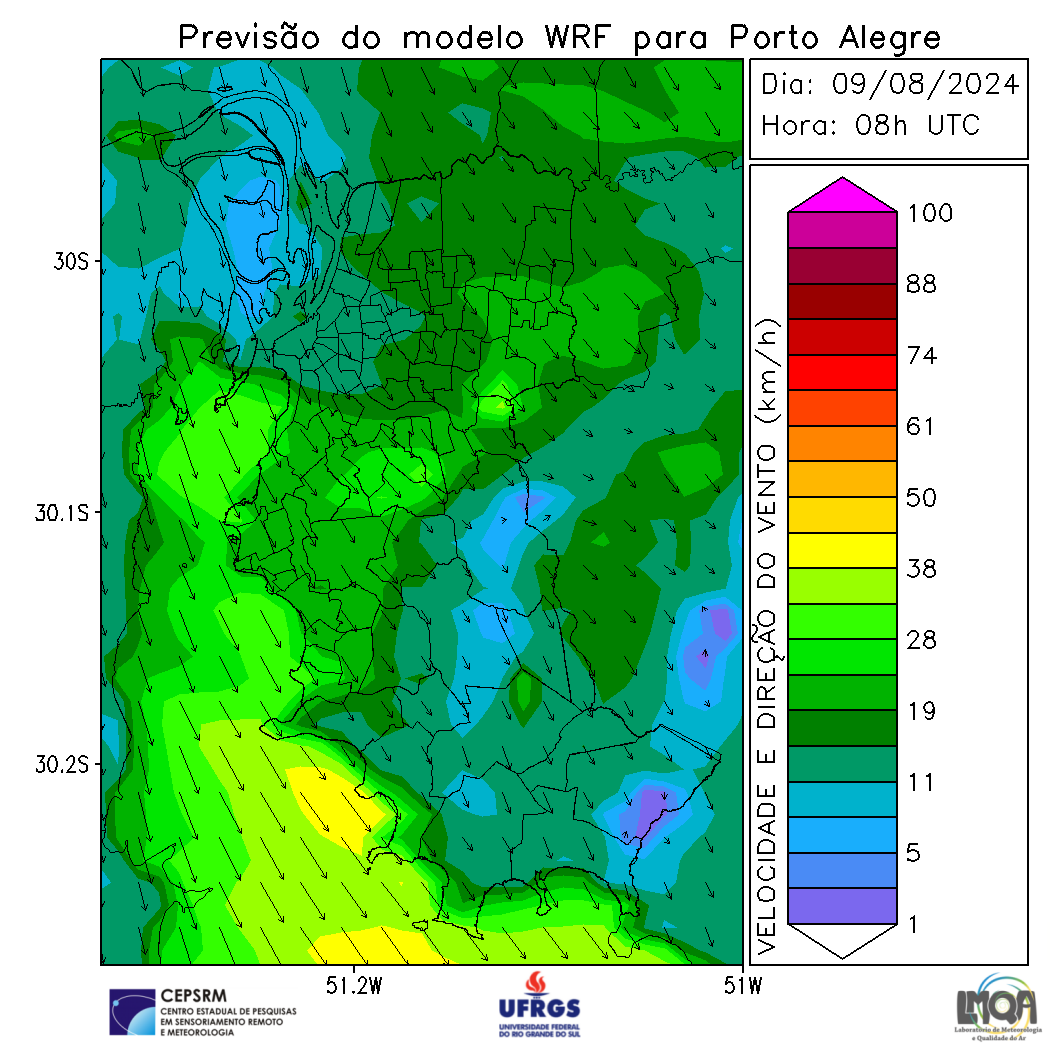 Previsão do modelo WRF para Porto Alegre
Dia: 09/08/2024
Hora: 08h UTC
30S
30.1S
30.2S
51.2W
51W
VELOCIDADE E DIREÇÃO DO VENTO (km/h)
100
88
74
61
50
38
28
19
11
5
1
CEPSRM
CENTRO ESTADUAL DE PESQUISAS
EM SENSORIAMENTO REMOTO
E METEOROLOGIA
UFRGS
UNIVERSIDADE FEDERAL
DO RIO GRANDE DO SUL
LMQA
Laboratório de Meteorologia
e Qualidade do Ar